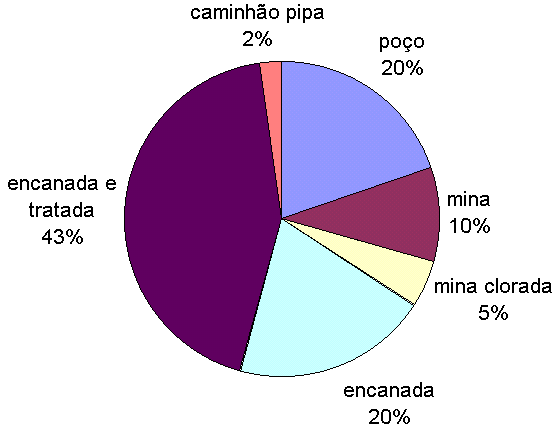 caminhão pipa
2%
poço
20%
mina
10%
mina clorada
5%
encanada
20%
encanada e
tratada
43%